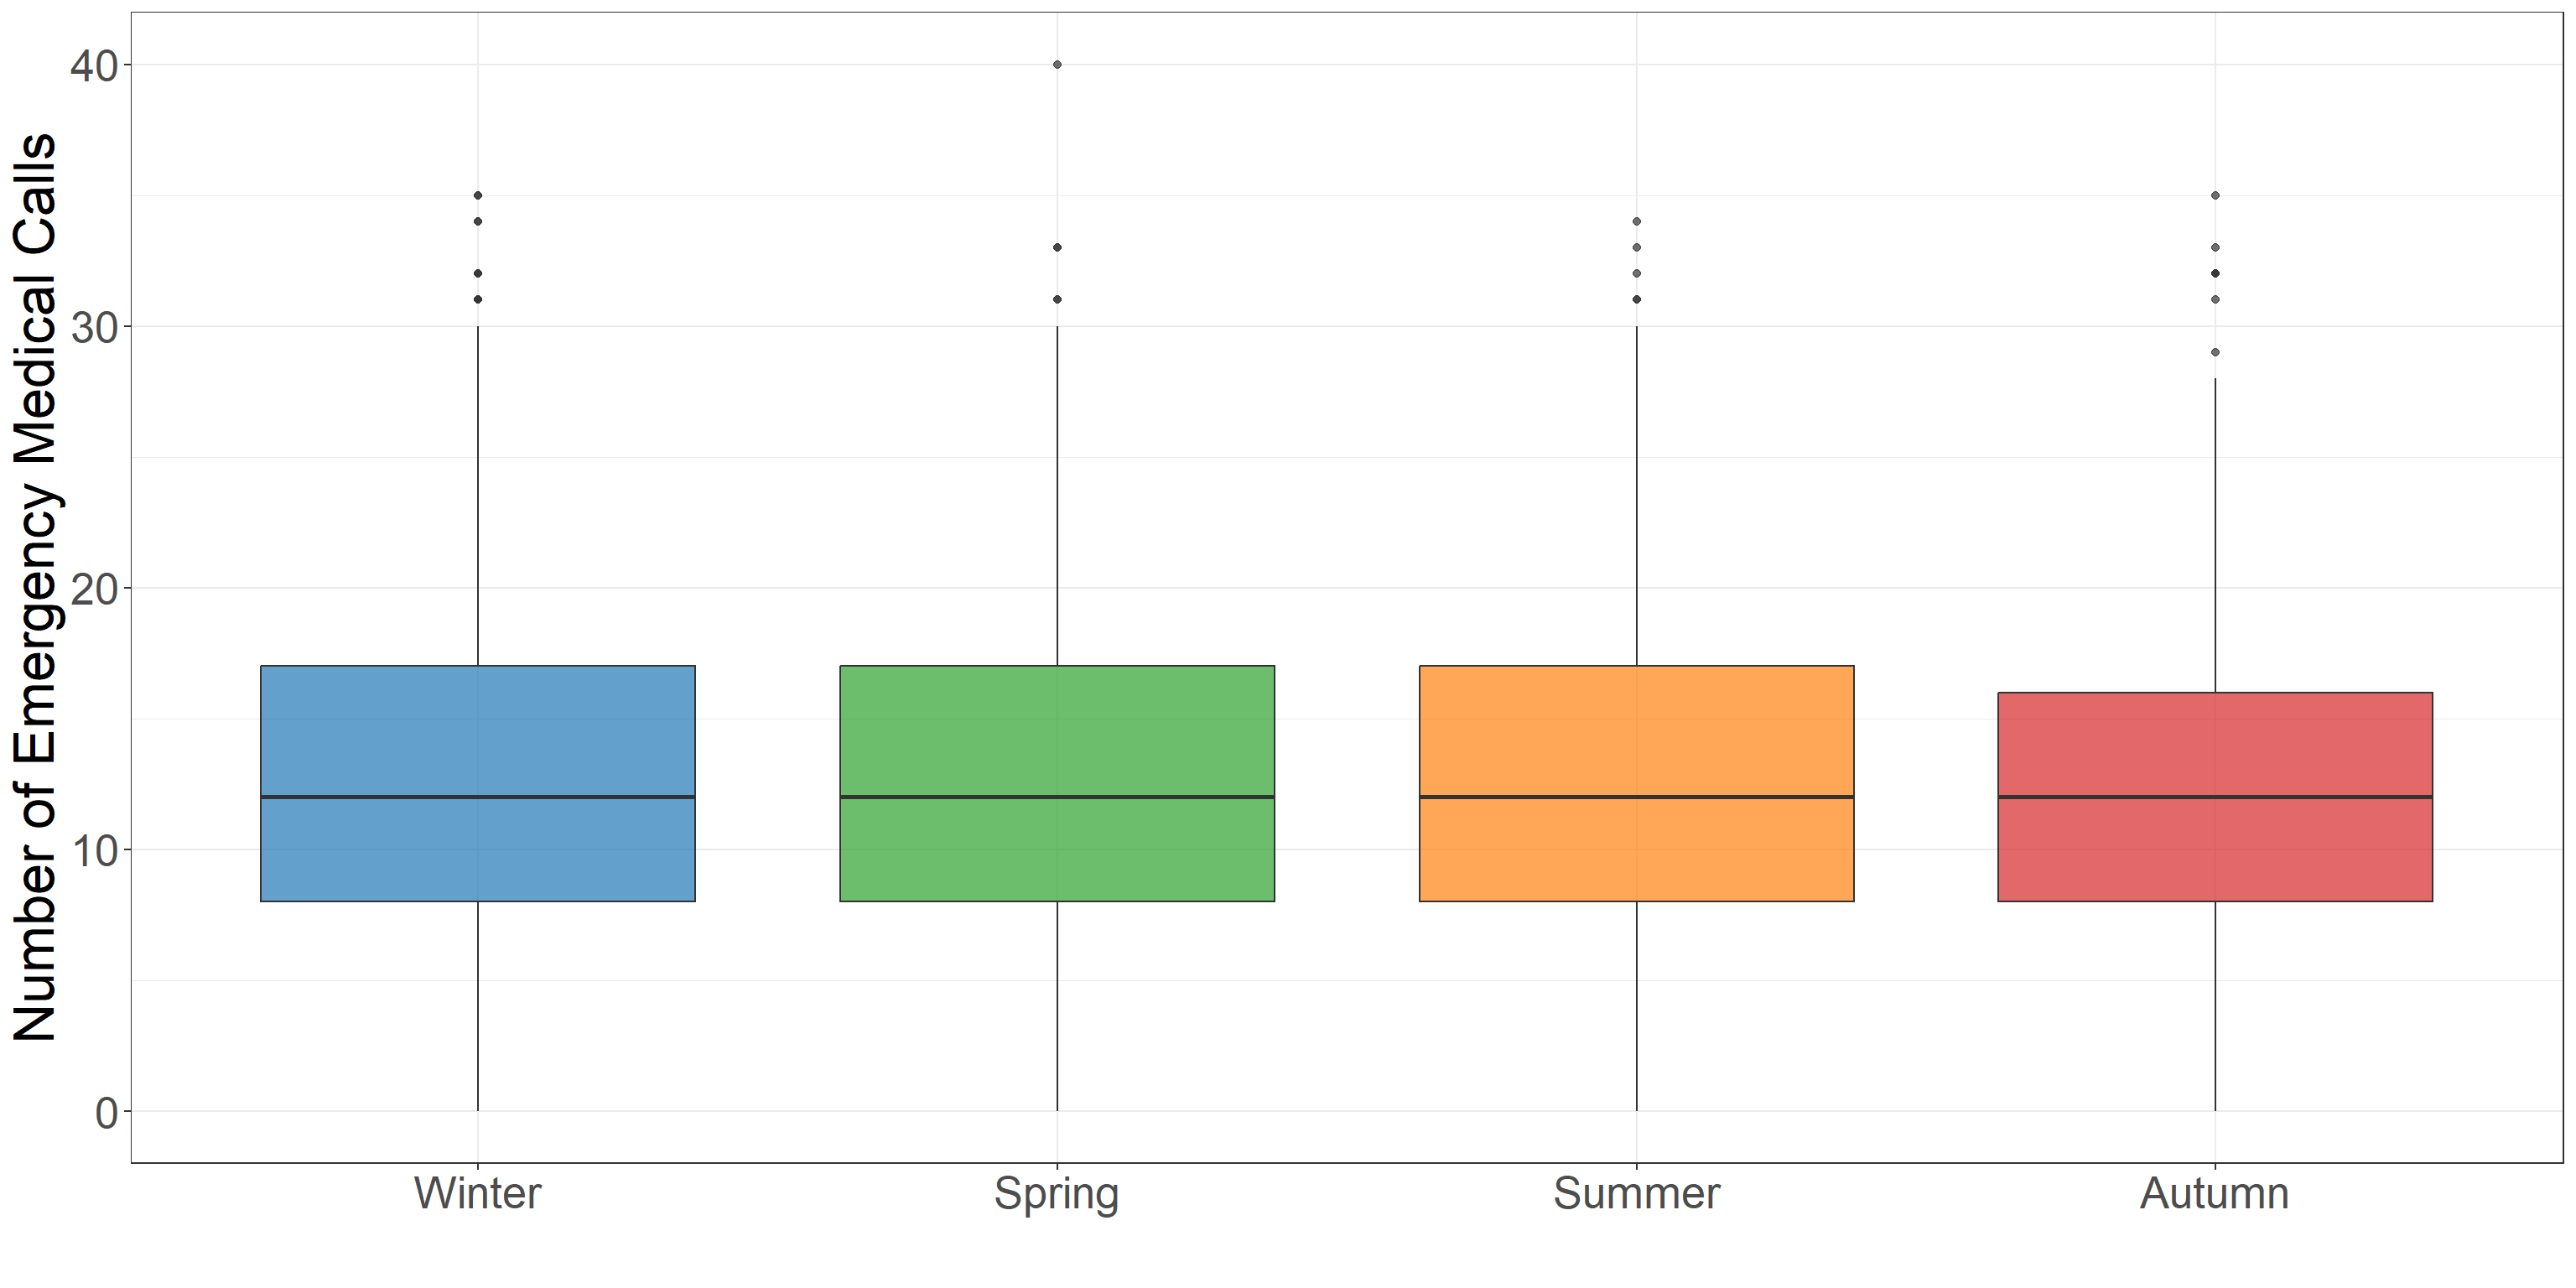 Number of Emergency Medical Calls
40
30
20
10
0
Winter
Spring
Summer
Autumn